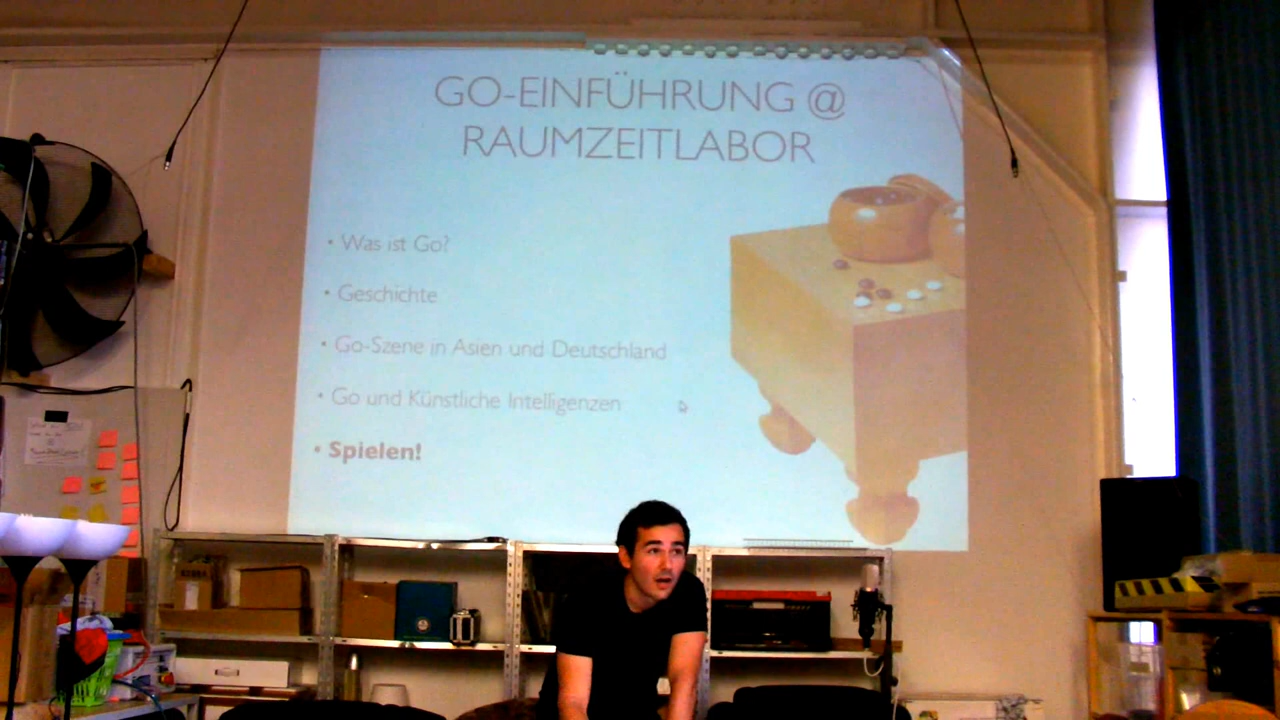 GO-EINFÜHRUNG @
RAUMZEITLABOR
• Was ist Go?
• Geschichte
• Go-Szene in Asien und Deutschland
• Go und Künstliche Intelligenzen
• Spielen!